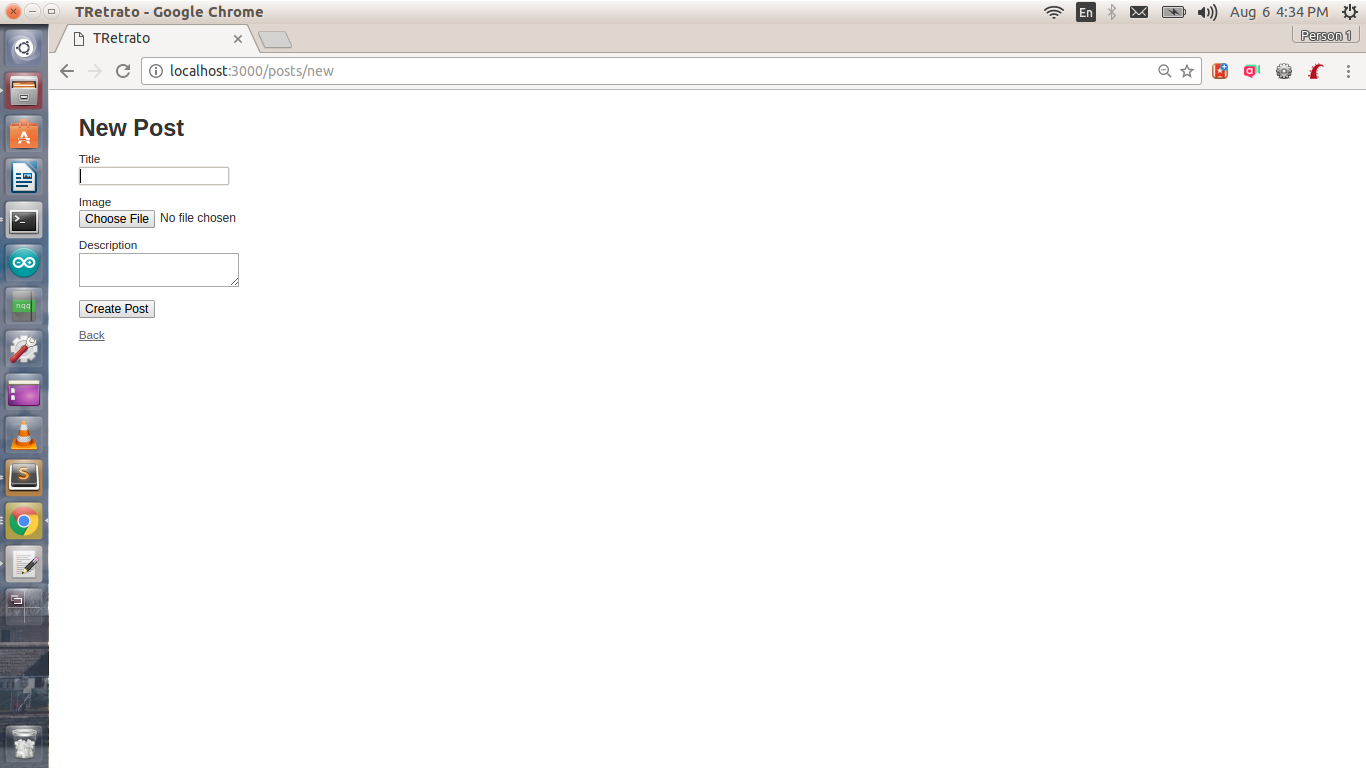 TRetrato - Google Chrome
En
Aug 6 4:34 PM
TRetrato
Person 1
localhost:3000/posts/new
New Post
Title
Image
Choose File No file chosen
Description
Create Post
Back
nqq
S